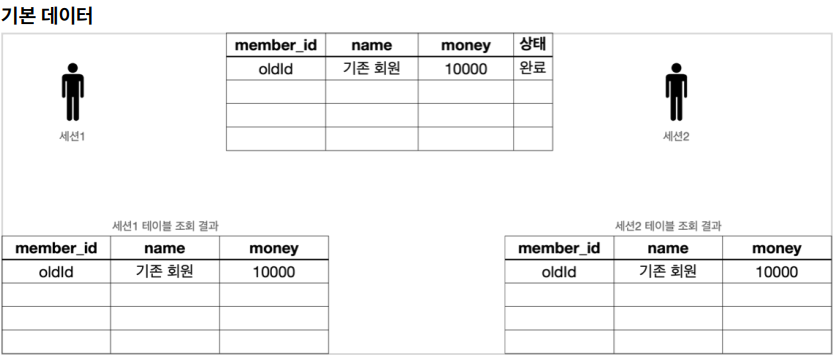 기본 데이터
member_id name money 상태
oldId 기존 회원 10000 완료
세션1
세션2
세션1 테이블 조회 결과
member_id name money
oldId 기존 회원 10000
세션2 테이블 조회 결과
member_id name money
oldId 기존 회원 10000